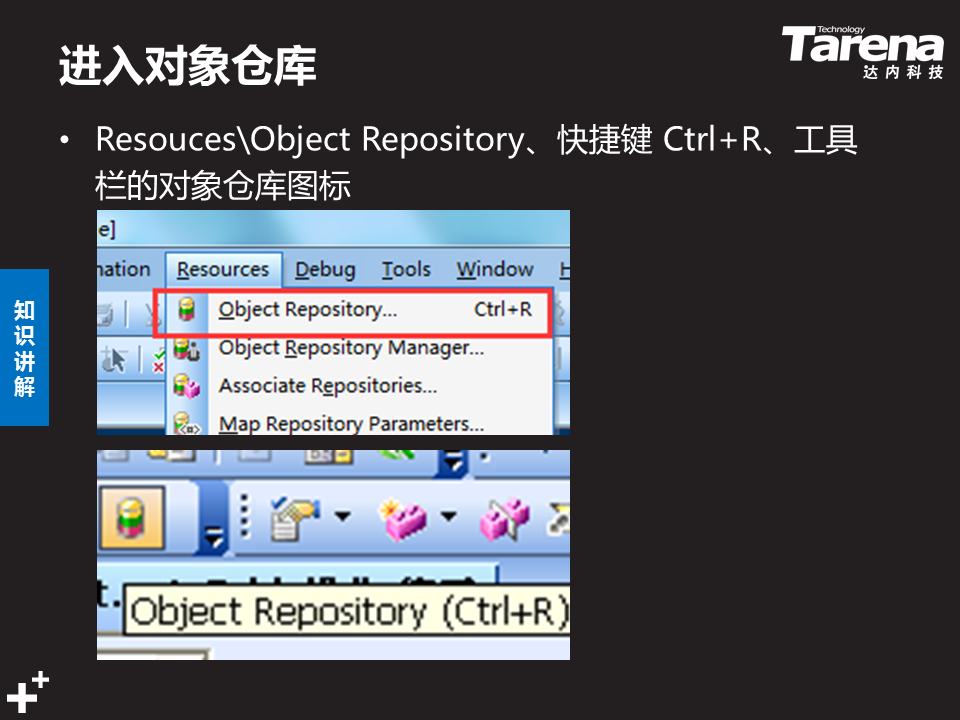 进入对象仓库
Technology
Tarena
达内科技
• Resouces\Object Repository、快捷键 Ctrl+R、工具
栏的对象仓库图标
e]
nation Resources Debug Tools Window H
Object Repository... Ctrl+R
Object Repository Manager...
Associate Repositories...
Map Repository Parameters...
知
识
讲
解
t.
Object Repository (Ctrl+R)